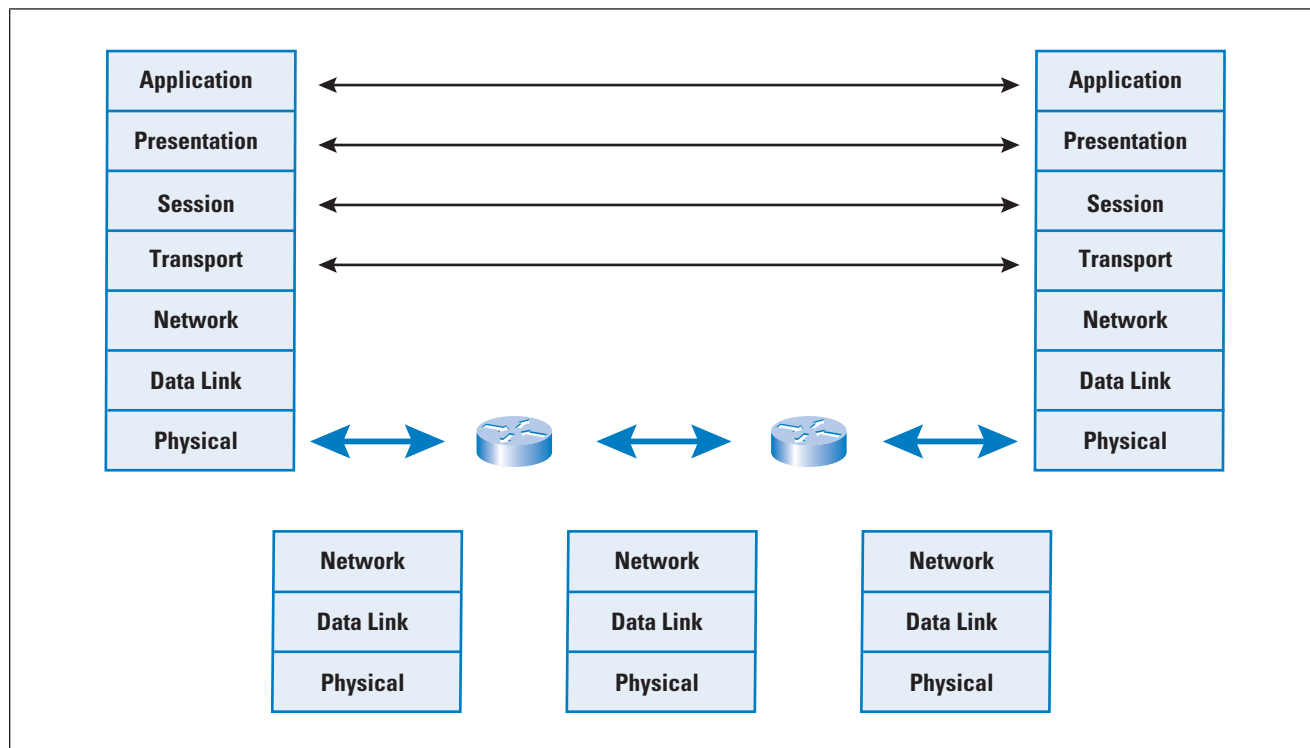 Application
Presentation
Session
Transport
Network
Data Link
Physical
Application
Presentation
Session
Transport
Network
Data Link
Physical
Network
Data Link
Physical
Network
Data Link
Physical
Network
Data Link
Physical